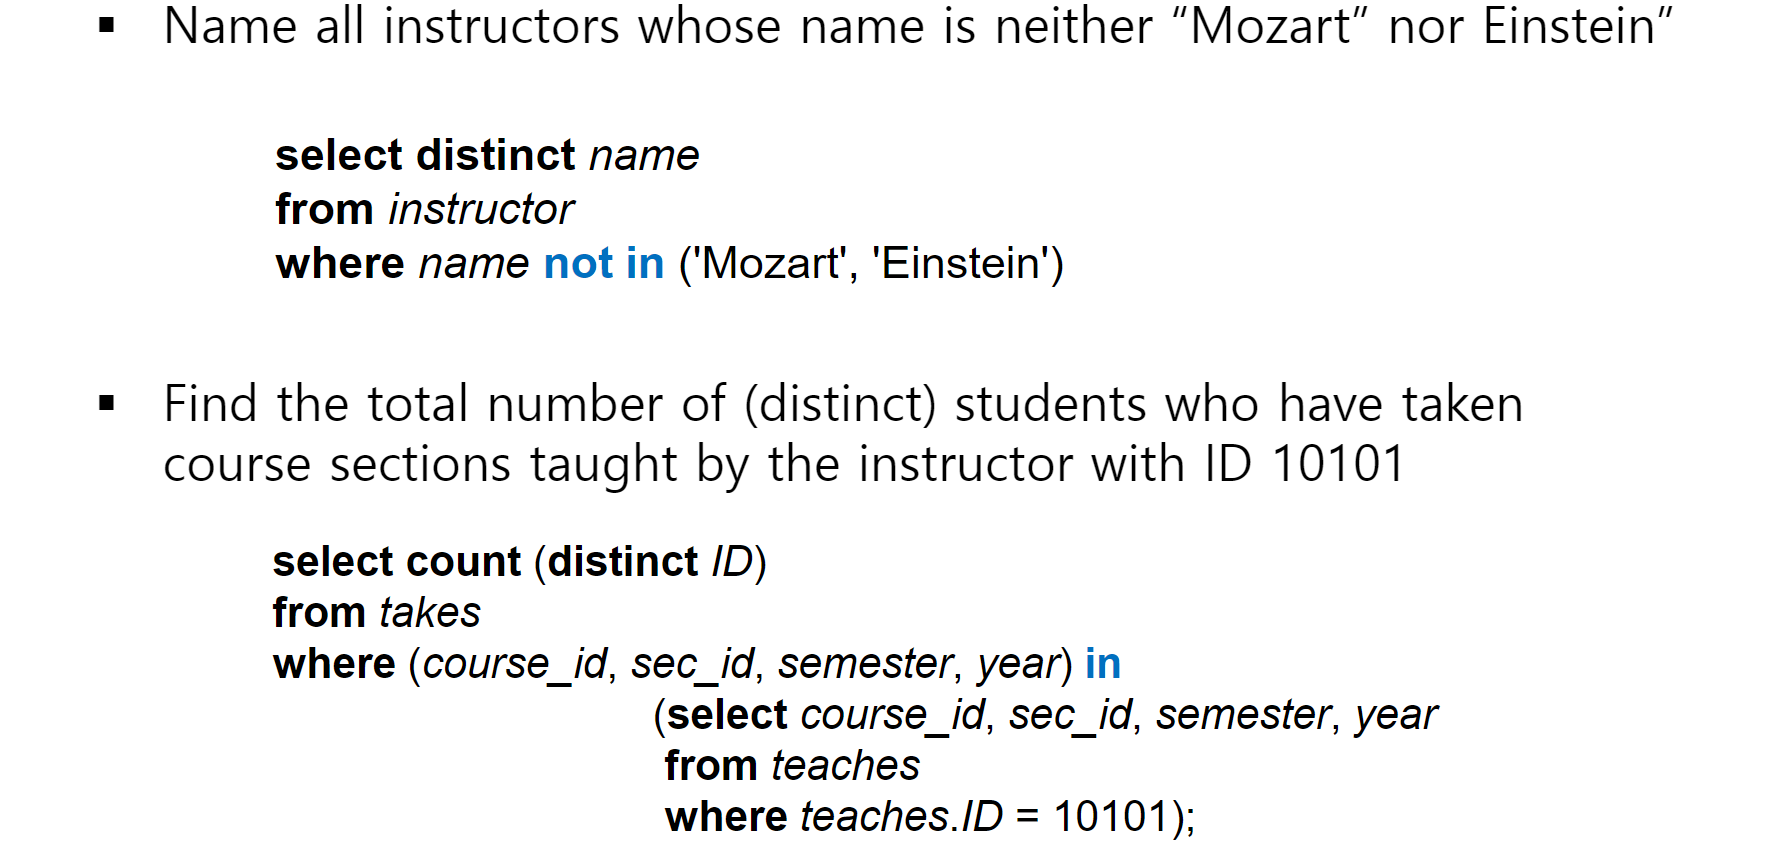 ▪ Name all instructors whose name is neither “Mozart” nor Einstein”
select distinct name
from instructor
where name not in ('Mozart', 'Einstein')
▪ Find the total number of (distinct) students who have taken
course sections taught by the instructor with ID 10101
select count (distinct ID)
from takes
where (course_id, sec_id, semester, year) in
(select course_id, sec_id, semester, year
from teaches
where teaches.ID = 10101);